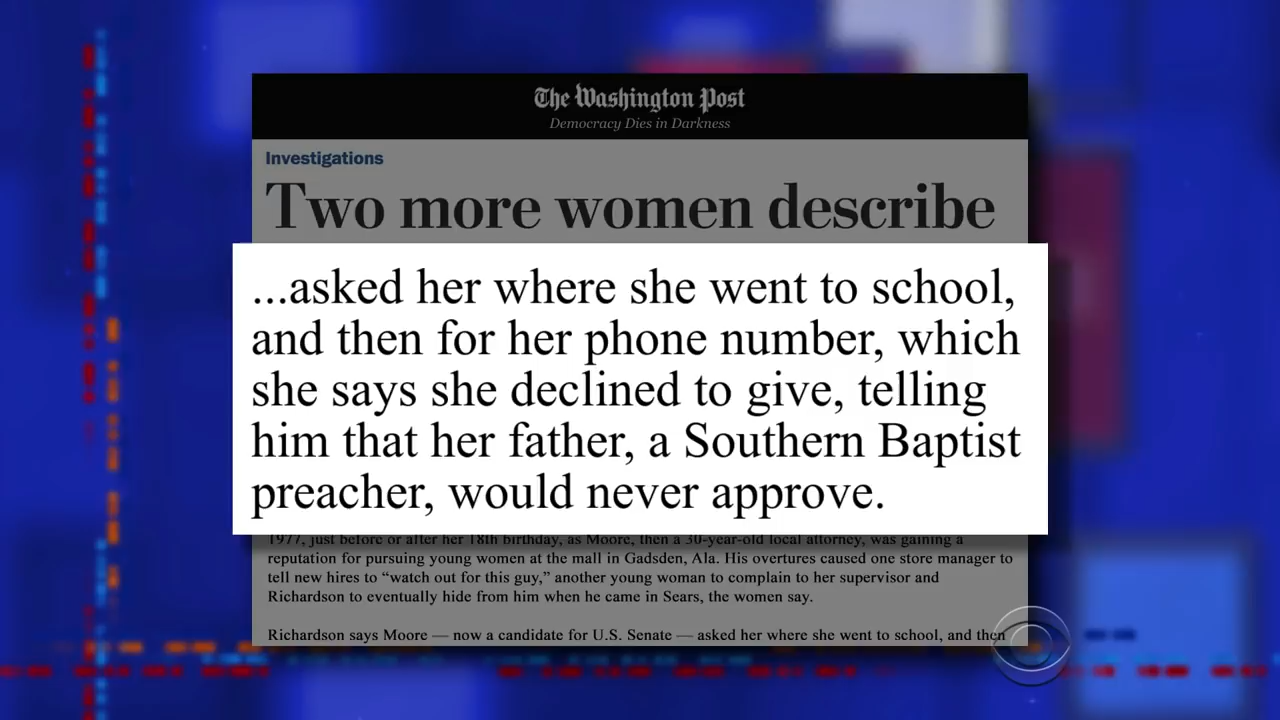 The Washington Post
Democracy Dies in Darkness
Investigations
Two more women describe
...asked her where she went to school,
and then for her phone number, which
she says she declined to give, telling
him that her father, a Southern Baptist
preacher, would never approve.
1977, just before or after her 18th birthday, as Moore, then a 30-year-old local attorney, was gaining a
reputation for pursuing young women at the mall in Gadsden, Ala. His overtures caused one store manager to
tell new hires to “watch out for this guy,” another young woman to complain to her supervisor and
Richardson to eventually hide from him when he came in Sears, the women say.
Richardson says Moore — now a candidate for U.S. Senate — asked her where she went to school, and then